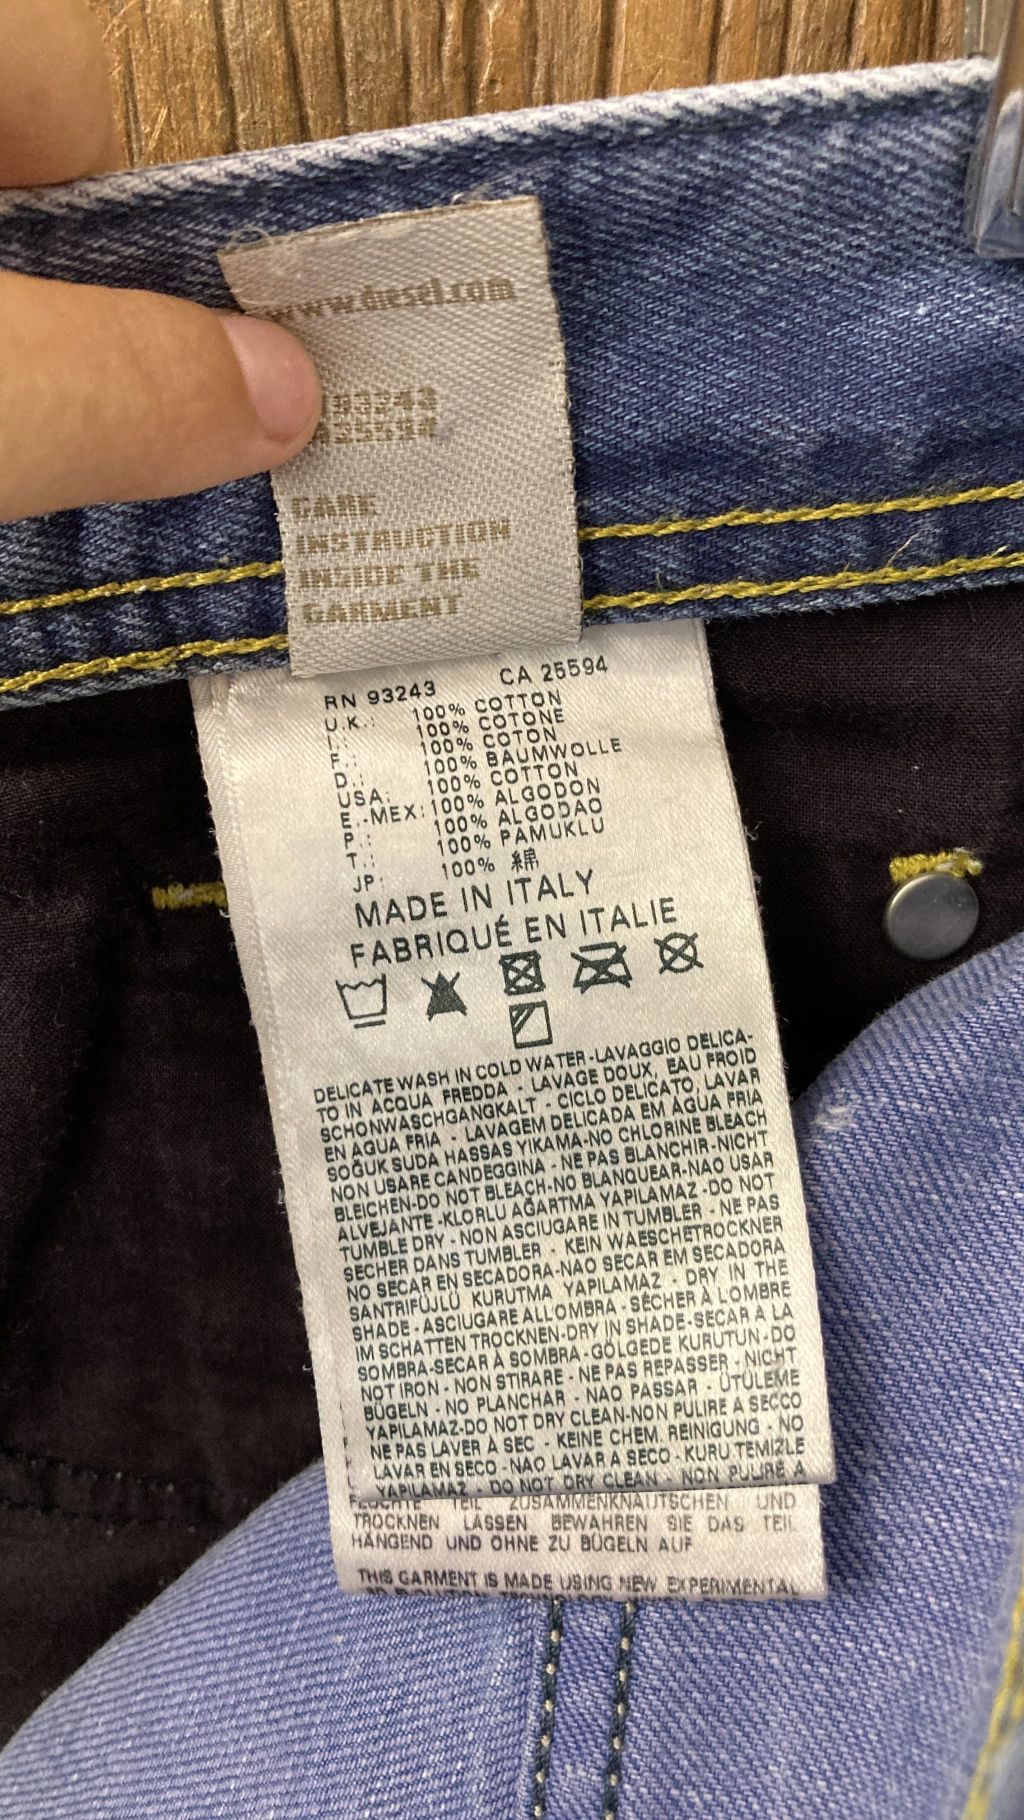 www.diesel.com
93243
25594
CARE
INSTRUCTION
INSIDE THE
GARMENT
RN 93243 CA 25594
U.K.: 100% COTTON
I.: 100% COTONE
F.: 100% COTON
D.: 100% BAUMWOLLE
USA: 100% COTTON
E.-MEX: 100% ALGODON
P.: 100% ALGODAO
T.: 100% PAMUKLU
JP: 100% 綿
MADE IN ITALY
FABRIQUÉ EN ITALIE
DELICATE WASH IN COLD WATER-LAVAGGIO DELICA-
TO IN ACQUA FREDDA - LAVAGE DOUX, EAU FROID
SCHONWASCHGANGKALT - CICLO DELICATO, LAVAR
EN AGUA FRIA - LAVAGEM DELICADA EM AGUA FRIA
SOĞUK SUDA HASSAS YIKAMA-NO CHLORINE BLEACH
NON USARE CANDEGGINA - NE PAS BLANCHIR-NICHT
BLEICHEN-DO NOT BLEACH-NO BLANQUEAR-NAO USAR
ALVEJANTE -KLORLU AĞARTMA YAPILAMAZ -DO NOT
TUMBLE DRY - NON ASCIUGARE IN TUMBLER - NE PAS
SECHER DANS TUMBLER - KEIN WAESCHETROCKNER
NO SECAR EN SECADORA-NAO SECAR EM SECADORA
SANTRIFÜJLÜ KURUTMA YAPILAMAZ - DRY IN THE
SHADE - ASCIUGARE ALLOMBRA - SÉCHER À LOMBRE
IM SCHATTEN TROCKNEN-DRY IN SHADE-SECAR A LA
SOMBRA-SECAR À SOMBRA-GÖLGEDE KURUTUN-DO
NOT IRON - NON STIRARE - NE PAS REPASSER - NICHT
BÜGELN - NO PLANCHAR - NAO PASSAR - ÜTÜLEME
YAPILAMAZ-DO NOT DRY CLEAN-NON PULIRE A SECCO
NE PAS LAVER À SEC - KEINE CHEM. REINIGUNG - NO
LAVAR EN SECO -NAO LAVAR A SECO - KURU TEMIZLE
YAPILAMAZ - DO NOT DRY CLEAN - NON PULIRE A
FEUCHTE TEIL ZUSAMMENKNAUTSCHEN UND
TROCKNEN LASSEN BEWAHREN SIE DAS TEIL
HÄNGEND UND OHNE ZU BÜGELN AUF
THIS GARMENT IS MADE USING NEW EXPERIMENTAL